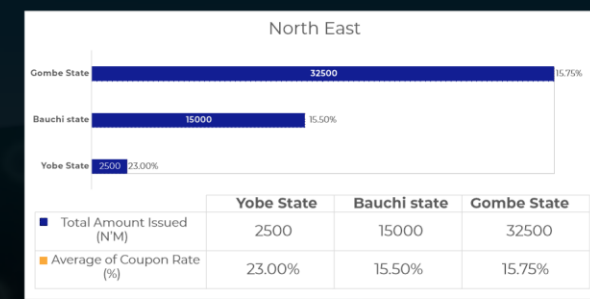 North East
Gombe State 32500 15.75%
Bauchi state 15000 15.50%
Yobe State 2500 23.00%
Yobe State Bauchi state Gombe State
Total Amount Issued
(N'M) 2500 15000 32500
Average of Coupon Rate
(%) 23.00% 15.50% 15.75%